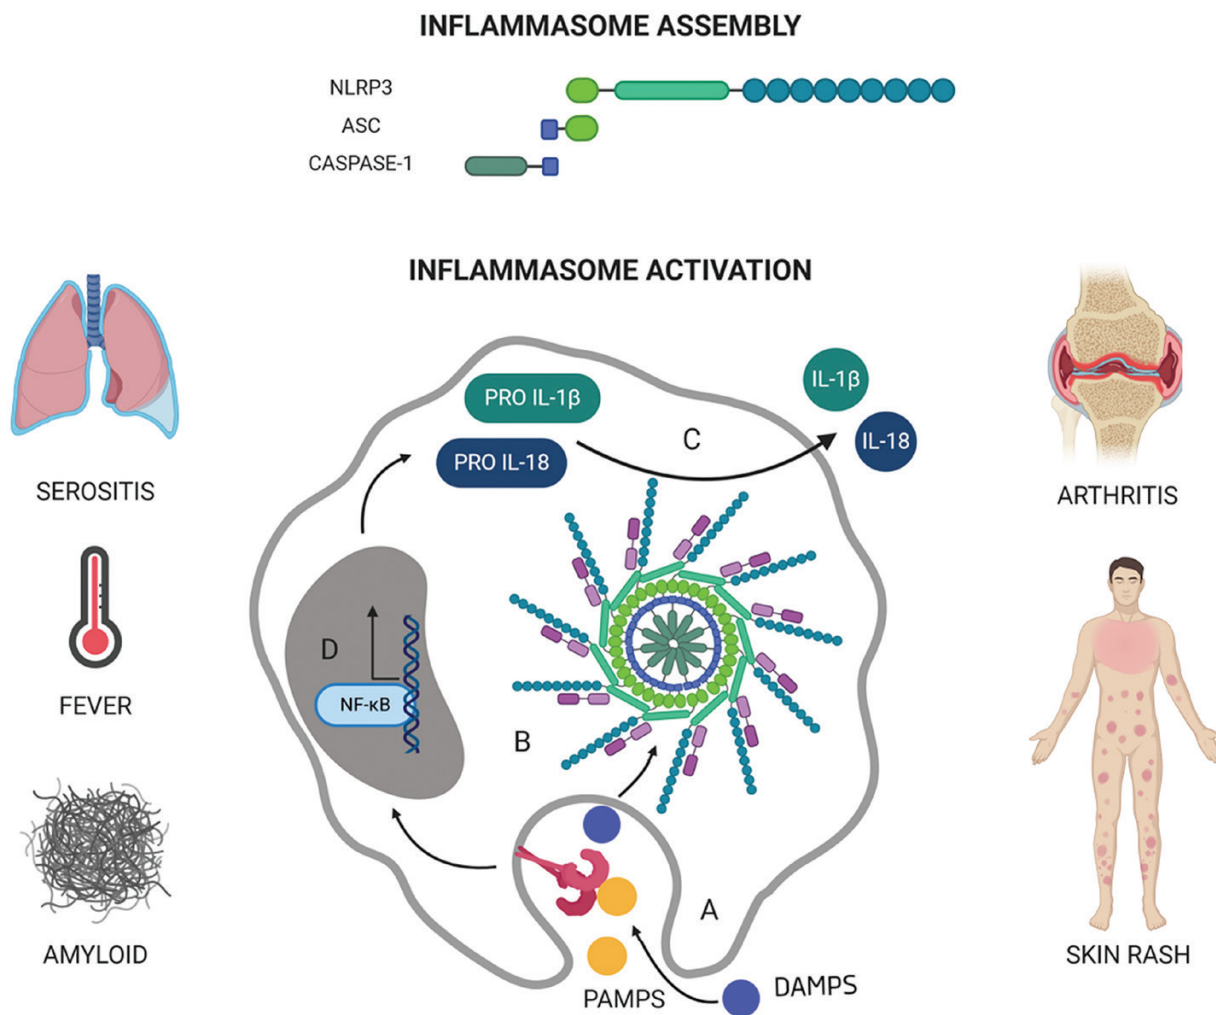 INFLAMMASOME ASSEMBLY
NLRP3
ASC
CASPASE-1
INFLAMMASOME ACTIVATION
SEROSITIS
FEVER
AMYLOID
PRO IL-1β
PRO IL-18
C
IL-1β
IL-18
D
NF-κB
B
A
PAMPS
DAMPS
ARTHRITIS
SKIN RASH